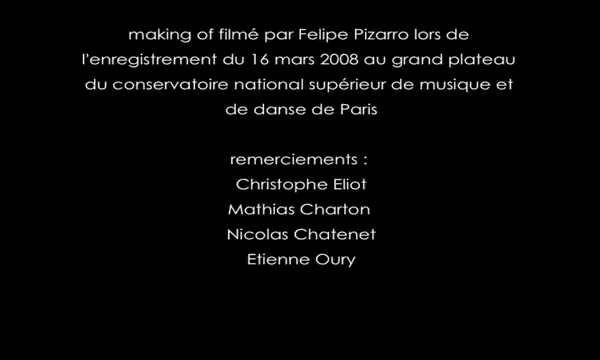 making of filmé par Felipe Pizarro lors de
l'enregistrement du 16 mars 2008 au grand plateau
du conservatoire national supérieur de musique et
de danse de Paris
remerciements :
Christophe Eliot
Mathias Charton
Nicolas Chatenet
Etienne Oury